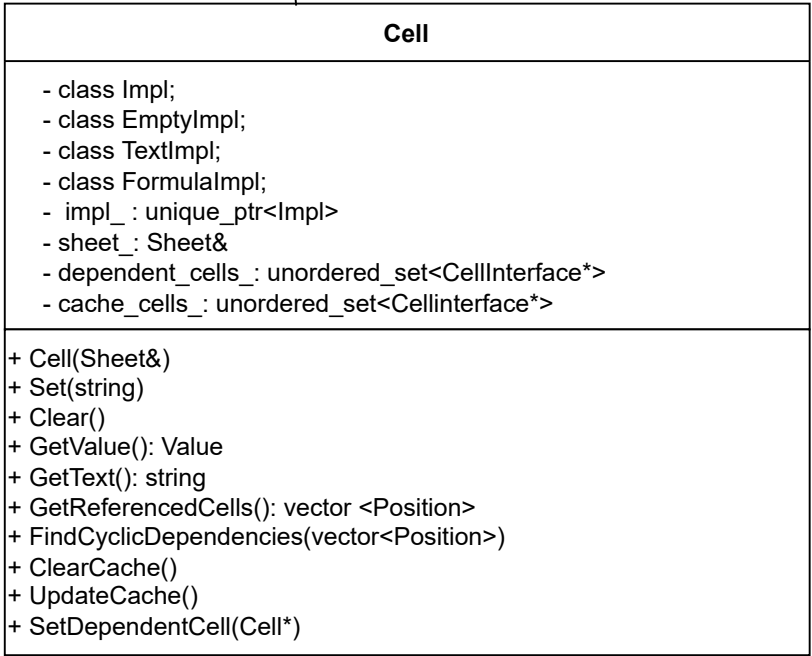 Cell
- class Impl;
- class EmptyImpl;
- class TextImpl;
- class FormulaImpl;
- impl_ : unique_ptr<Impl>
- sheet_: Sheet&
- dependent_cells_: unordered_set<CellInterface*>
- cache_cells_: unordered_set<Cellinterface*>
+ Cell(Sheet&)
+ Set(string)
+ Clear()
+ GetValue(): Value
+ GetText(): string
+ GetReferencedCells(): vector <Position>
+ FindCyclicDependencies(vector<Position>)
+ ClearCache()
+ UpdateCache()
+ SetDependentCell(Cell*)